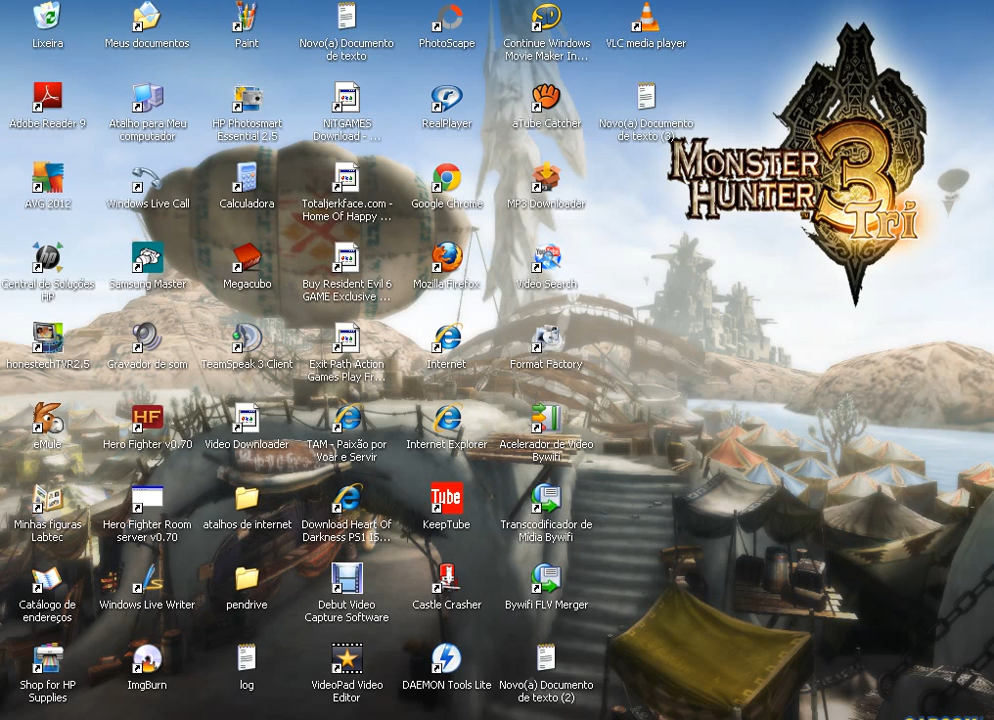 Lixeira
Meus documentos
Paint
Novo(a) Documento
de texto
PhotoScape
Continue Windows
Movie Maker In...
VLC media player
Adobe Reader 9
Atalho para Meu
computador
HP Photosmart
Essential 2.5
NiTGAMES
Download - ...
RealPlayer
aTube Catcher
Novo(a) Documento
de texto (3)
MONSTER
HUNTER
3
Tri
AVG 2012
Windows Live Call
Calculadora
Totaljerkface.com -
Home Of Happy ...
Google Chrome
MP3 Downloader
Central de Soluções
HP
Samsung Master
Megacubo
Buy Resident Evil 6
GAME Exclusive ...
Mozilla Firefox
Video Search
honestechTVR2.5
Gravador de som
TeamSpeak 3 Client
Exit Path Action
Games Play Fr...
Internet
Format Factory
eMule
HF
Hero Fighter v0.70
Video Downloader
TAM - Paixão por
Voar e Servir
Internet Explorer
Acelerador de Vídeo
Bywifi
Minhas figuras
Labtec
Hero Fighter Room
server v0.70
atalhos de internet
Download Heart Of
Darkness PS1 IS...
Tube
KeepTube
Transcodificador de
Mídia Bywifi
Catálogo de
endereços
Windows Live Writer
pendrive
Debut Video
Capture Software
Castle Crasher
Bywifi FLV Merger
Shop for HP
Supplies
ImgBurn
log
VideoPad Video
Editor
DAEMON Tools Lite
Novo(a) Documento
de texto (2)